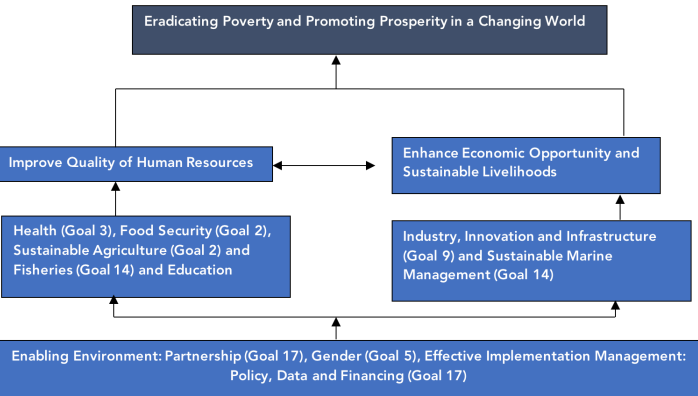 Eradicating Poverty and Promoting Prosperity in a Changing World
Improve Quality of Human Resources
Enhance Economic Opportunity and
Sustainable Livelihoods
Health (Goal 3), Food Security (Goal 2),
Sustainable Agriculture (Goal 2) and
Fisheries (Goal 14) and Education
Industry, Innovation and Infrastructure
(Goal 9) and Sustainable Marine
Management (Goal 14)
Enabling Environment: Partnership (Goal 17), Gender (Goal 5), Effective Implementation Management:
Policy, Data and Financing (Goal 17)